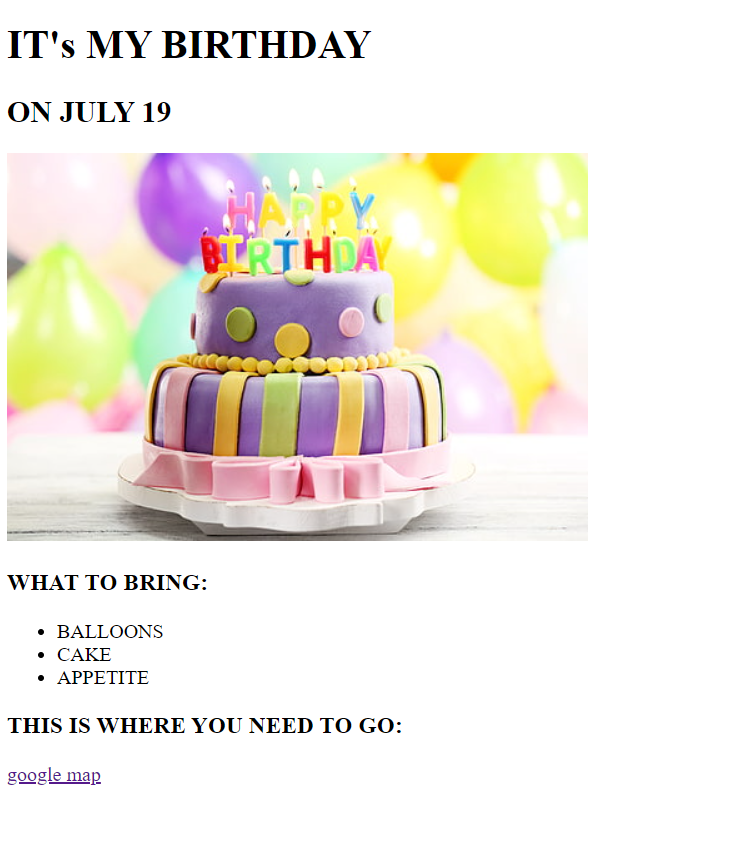 IT's MY BIRTHDAY
ON JULY 19
HAPPY
BIRTHDAY
WHAT TO BRING:
BALLOONS
CAKE
APPETITE
THIS IS WHERE YOU NEED TO GO:
google map